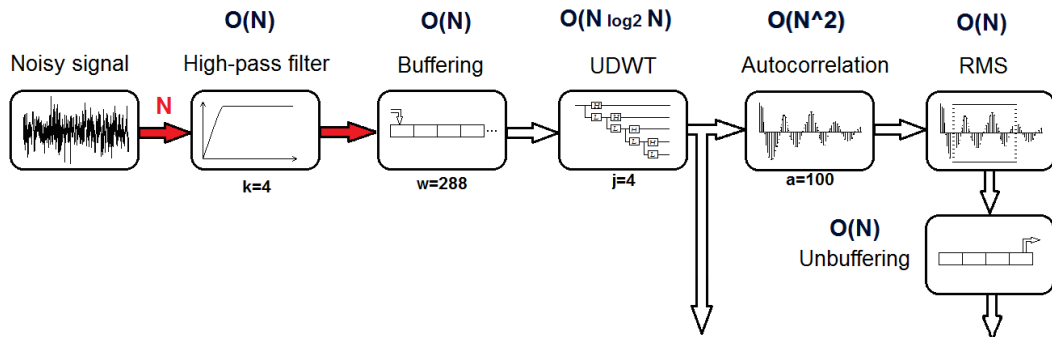 O(N)
O(N)
O(N log2 N)
O(N^2)
O(N)
Noisy signal
High-pass filter
Buffering
UDWT
Autocorrelation
RMS
N
H
L
H
L
H
L
H
L
...
k=4
w=288
j=4
a=100
O(N)
Unbuffering